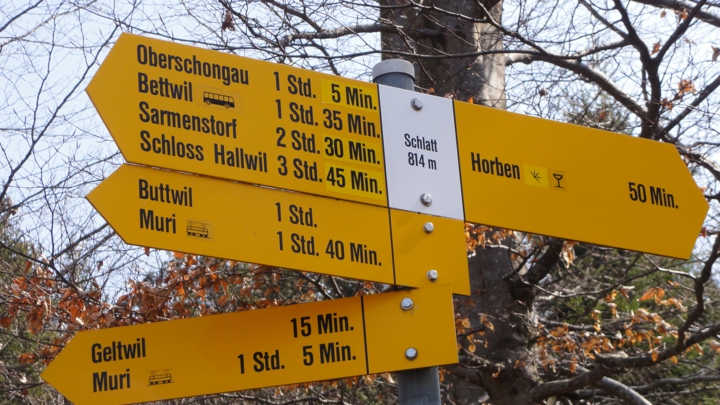 Oberschongau 1 Std. 5 Min.
Bettwil 1 Std. 35 Min.
Sarmenstorf 2 Std. 30 Min.
Schloss Hallwil 3 Std. 45 Min.
Schlatt
814 m
Horben 50 Min.
Buttwil 1 Std.
Muri 1 Std. 40 Min.
Geltwil 15 Min.
Muri 1 Std. 5 Min.